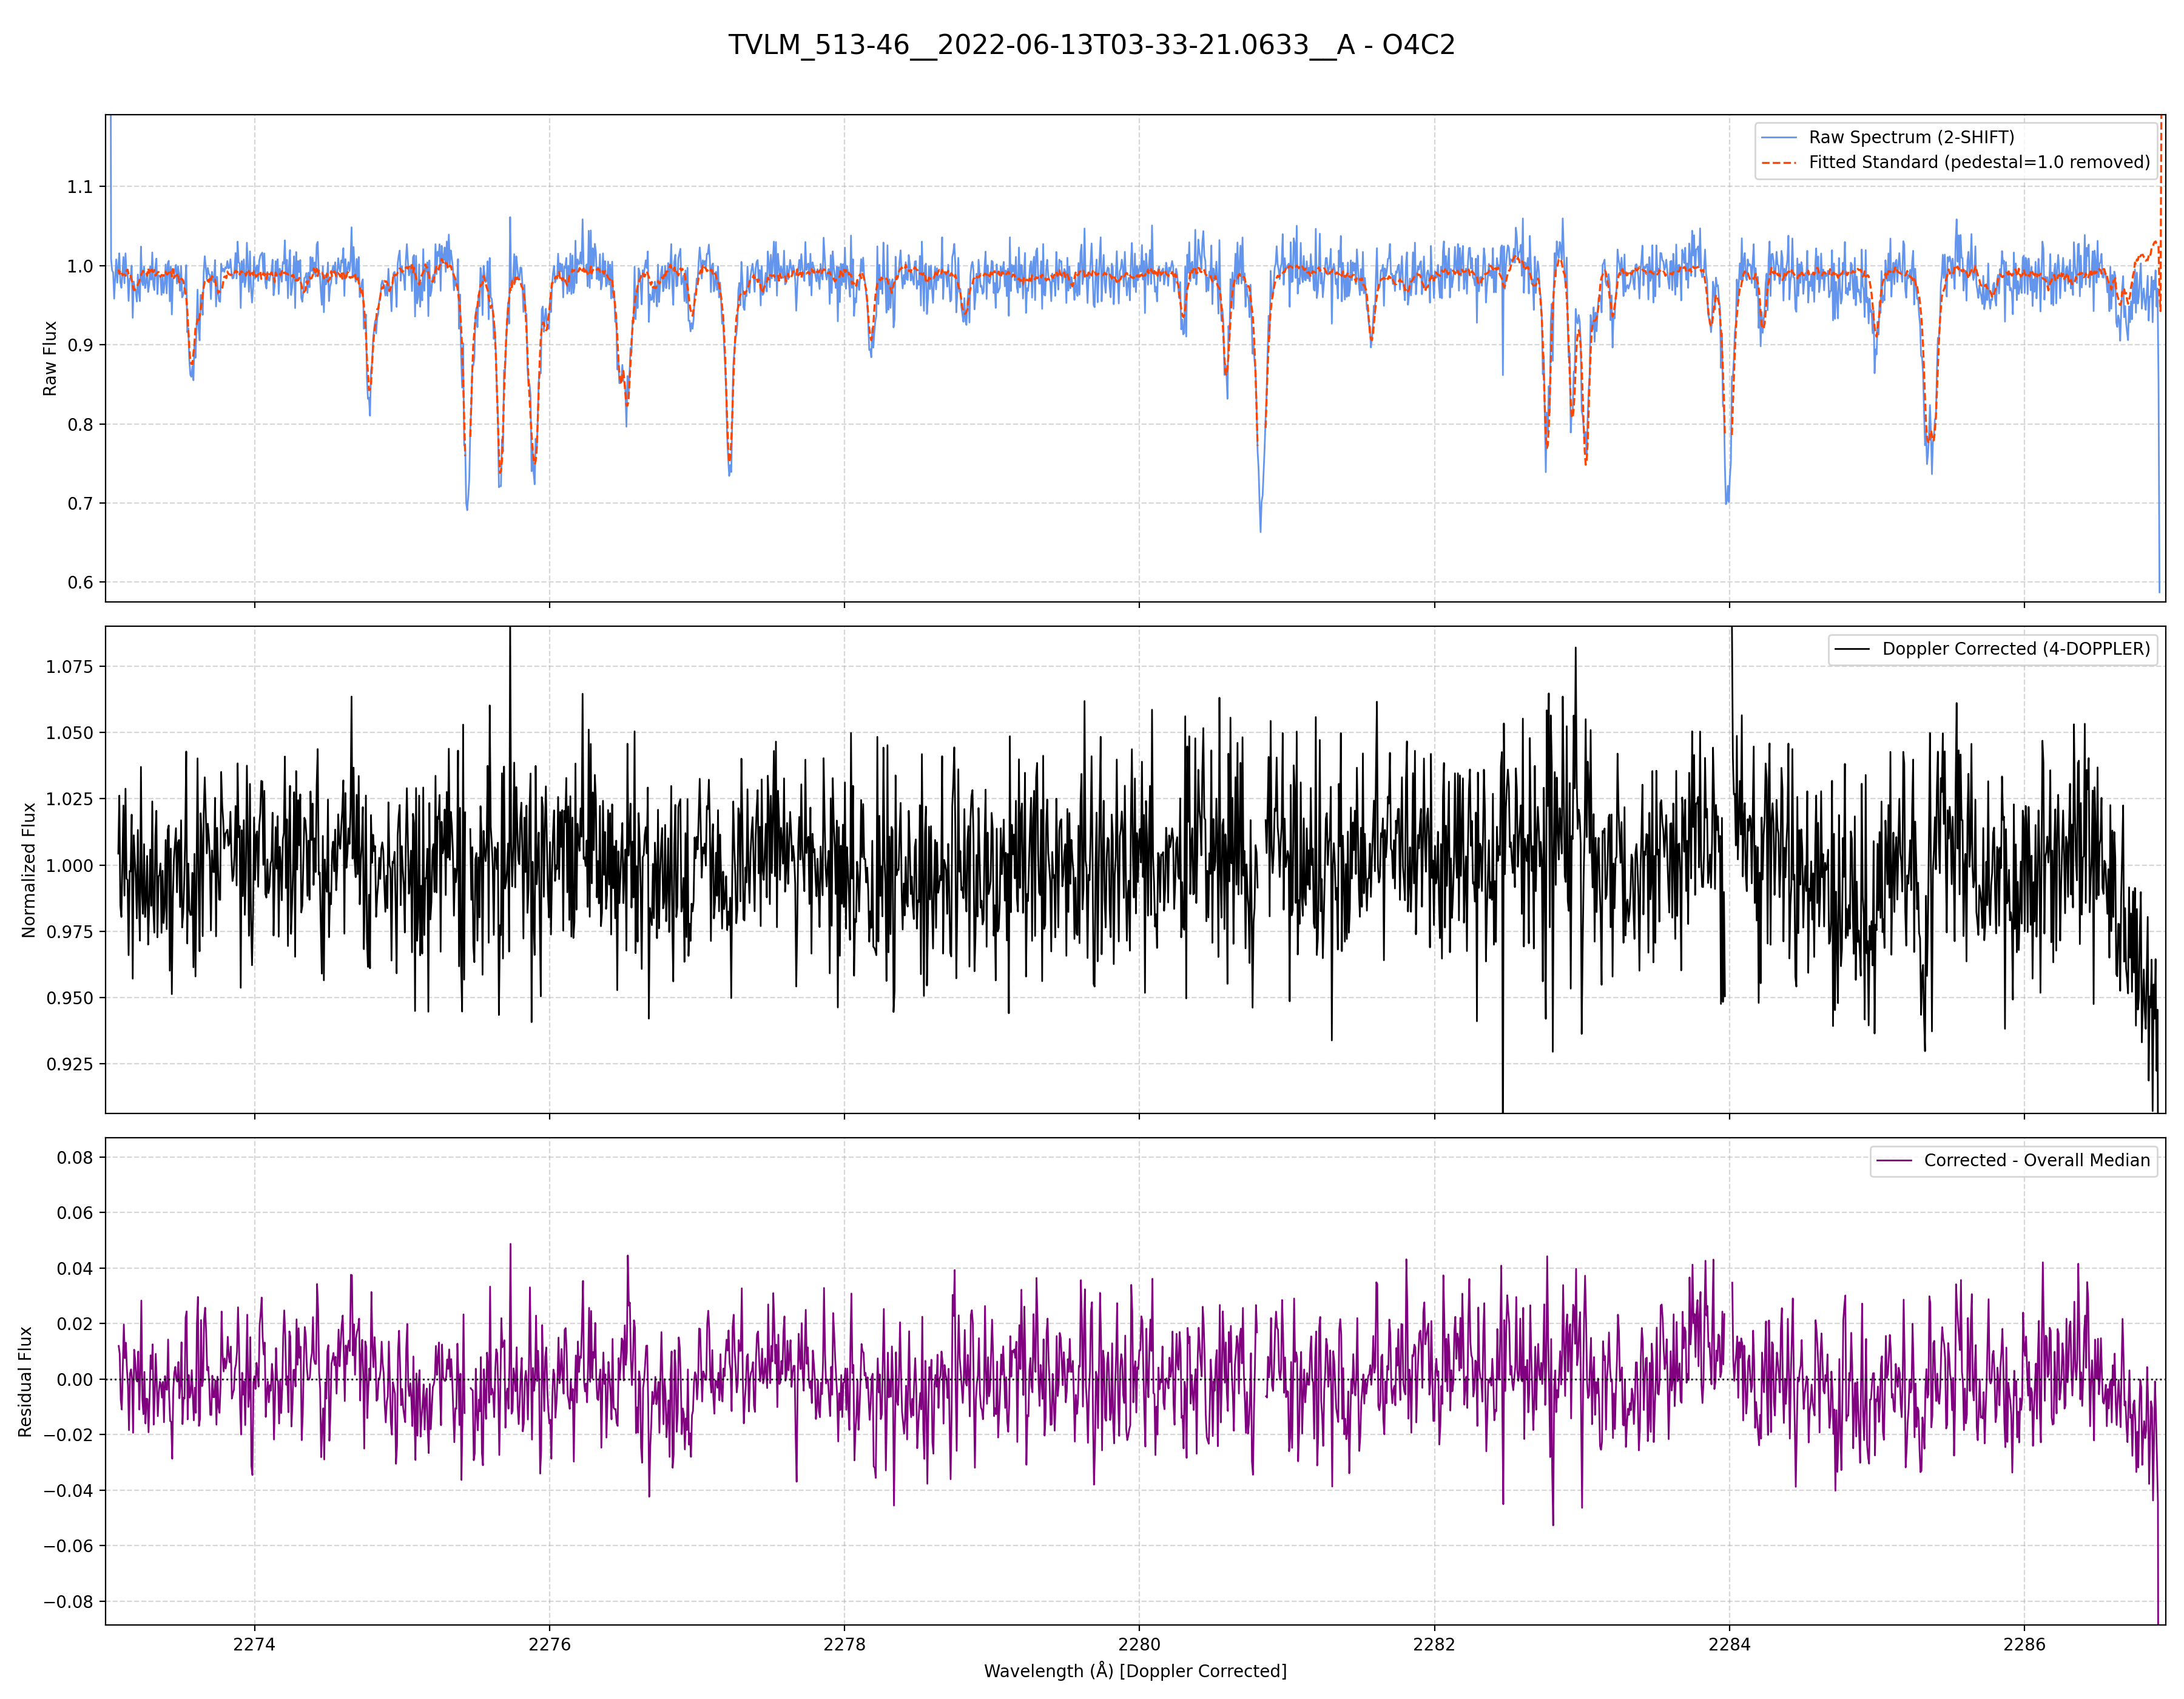 TVLM_513-46__2022-06-13T03-33-21.0633__A - O4C2
Raw Spectrum (2-SHIFT)
Fitted Standard (pedestal=1.0 removed)
Raw Flux
1.1
1.0
0.9
0.8
0.7
0.6
Doppler Corrected (4-DOPPLER)
Normalized Flux
1.075
1.050
1.025
1.000
0.975
0.950
0.925
Corrected - Overall Median
Residual Flux
0.08
0.06
0.04
0.02
0.00
−0.02
−0.04
−0.06
−0.08
2274 2276 2278 2280 2282 2284 2286
Wavelength (Å) [Doppler Corrected]